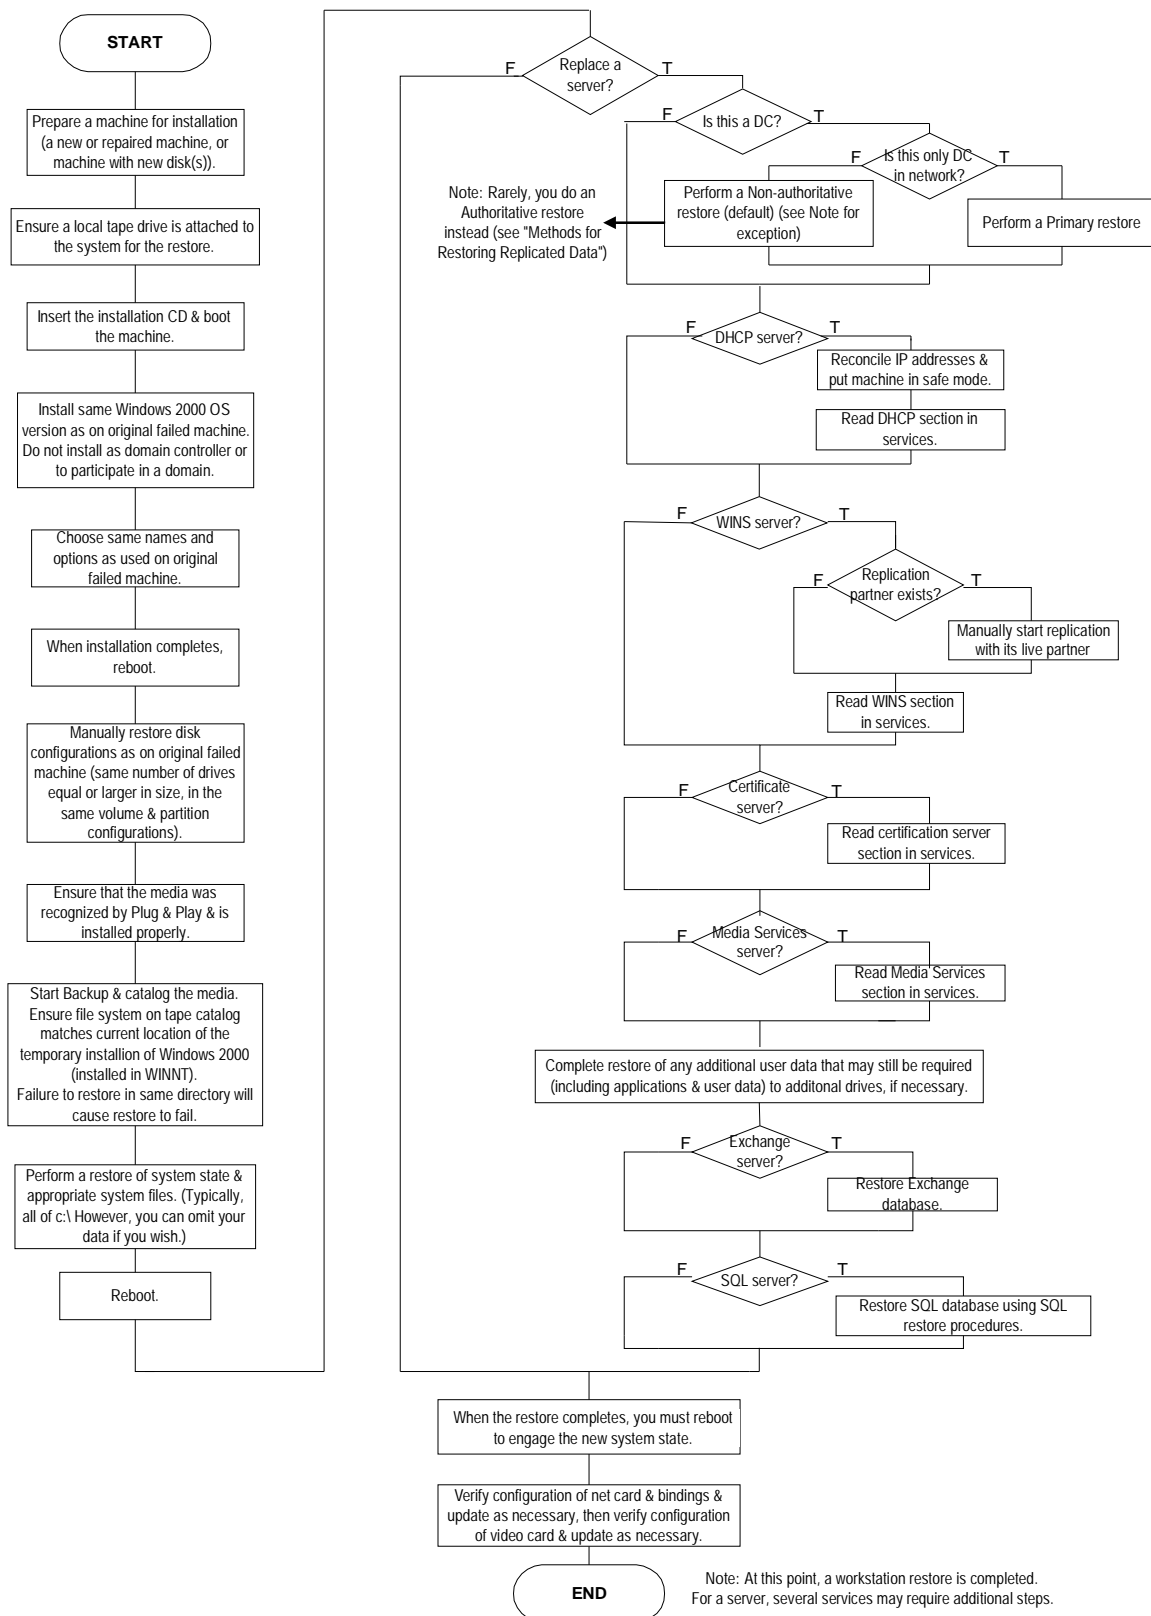 START
Prepare a machine for installation
(a new or repaired machine, or
machine with new disk(s)).
Ensure a local tape drive is attached to
the system for the restore.
Insert the installation CD & boot
the machine.
Install same Windows 2000 OS
version as on original failed machine.
Do not install as domain controller or
to participate in a domain.
Choose same names and
options as used on original
failed machine.
When installation completes,
reboot.
Manually restore disk
configurations as on original failed
machine (same number of drives
equal or larger in size, in the
same volume & partition
configurations).
Ensure that the media was
recognized by Plug & Play & is
installed properly.
Start Backup & catalog the media.
Ensure file system on tape catalog
matches current location of the
temporary installion of Windows 2000
(installed in WINNT).
Failure to restore in same directory will
cause restore to fail.
Perform a restore of system state &
appropriate system files. (Typically,
all of c:\ However, you can omit your
data if you wish.)
Reboot.
F
Replace a
server?
T
F
Is this a DC?
T
F
Is this only DC
in network?
T
Note: Rarely, you do an
Authoritative restore
instead (see "Methods for
Restoring Replicated Data")
Perform a Non-authoritative
restore (default) (see Note for
exception)
Perform a Primary restore
F
DHCP server?
T
Reconcile IP addresses &
put machine in safe mode.
Read DHCP section in
services.
F
WINS server?
T
F
Replication
partner exists?
T
Manually start replication
with its live partner
Read WINS section
in services.
F
Certificate
server?
T
Read certification server
section in services.
F
Media Services
server?
T
Read Media Services
section in services.
Complete restore of any additional user data that may still be required
(including applications & user data) to additonal drives, if necessary.
F
Exchange
server?
T
Restore Exchange
database.
F
SQL server?
T
Restore SQL database using SQL
restore procedures.
When the restore completes, you must reboot
to engage the new system state.
Verify configuration of net card & bindings &
update as necessary, then verify configuration
of video card & update as necessary.
END
Note: At this point, a workstation restore is completed.
For a server, several services may require additional steps.